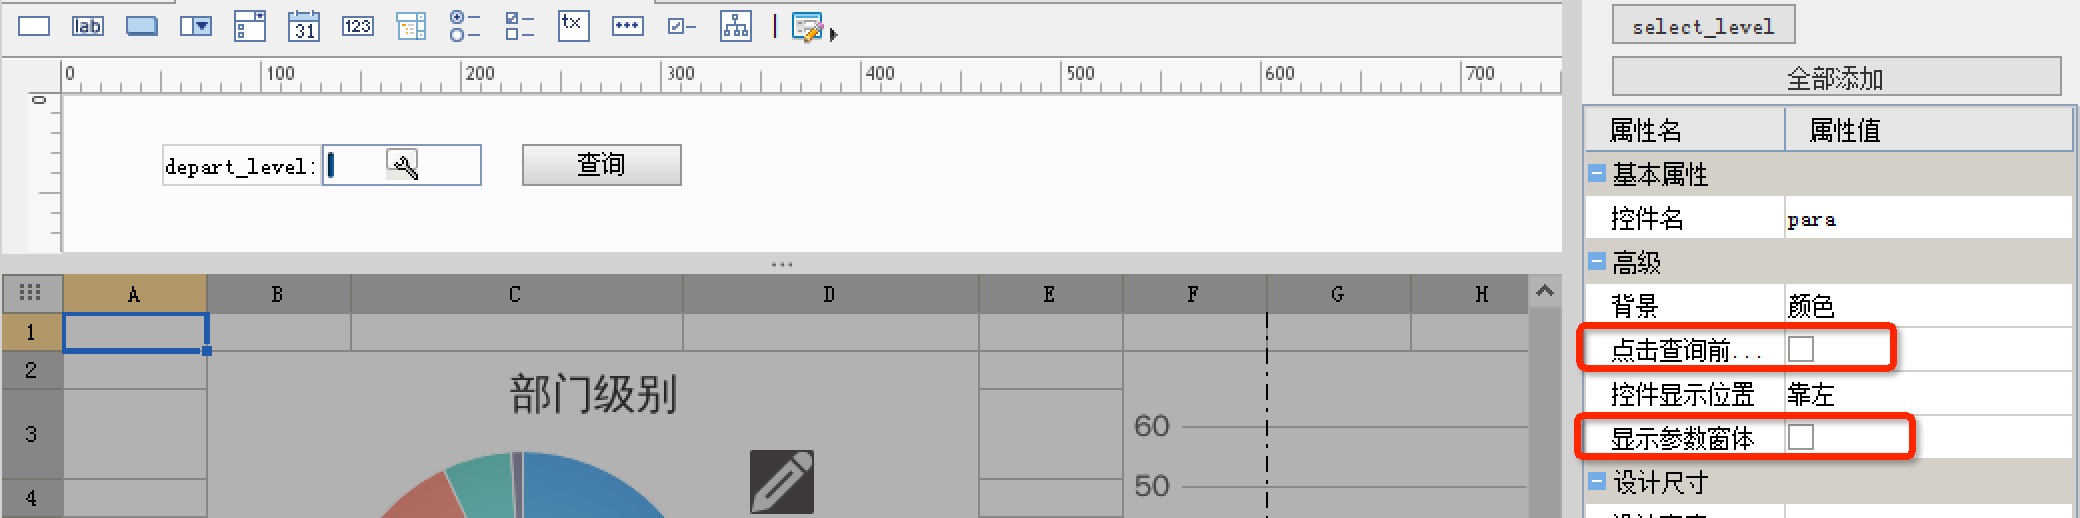 lab
31
123
tx
select_level
全部添加
0 100 200 300 400 500 600 700
0
属性名 属性值
depart_level: 查询
基本属性
控件名 para
高级
A B C D E F G H
背景 颜色
1
点击查询前...
2
部门级别
控件显示位置 靠左
3
60
显示参数窗体
50
设计尺寸
4